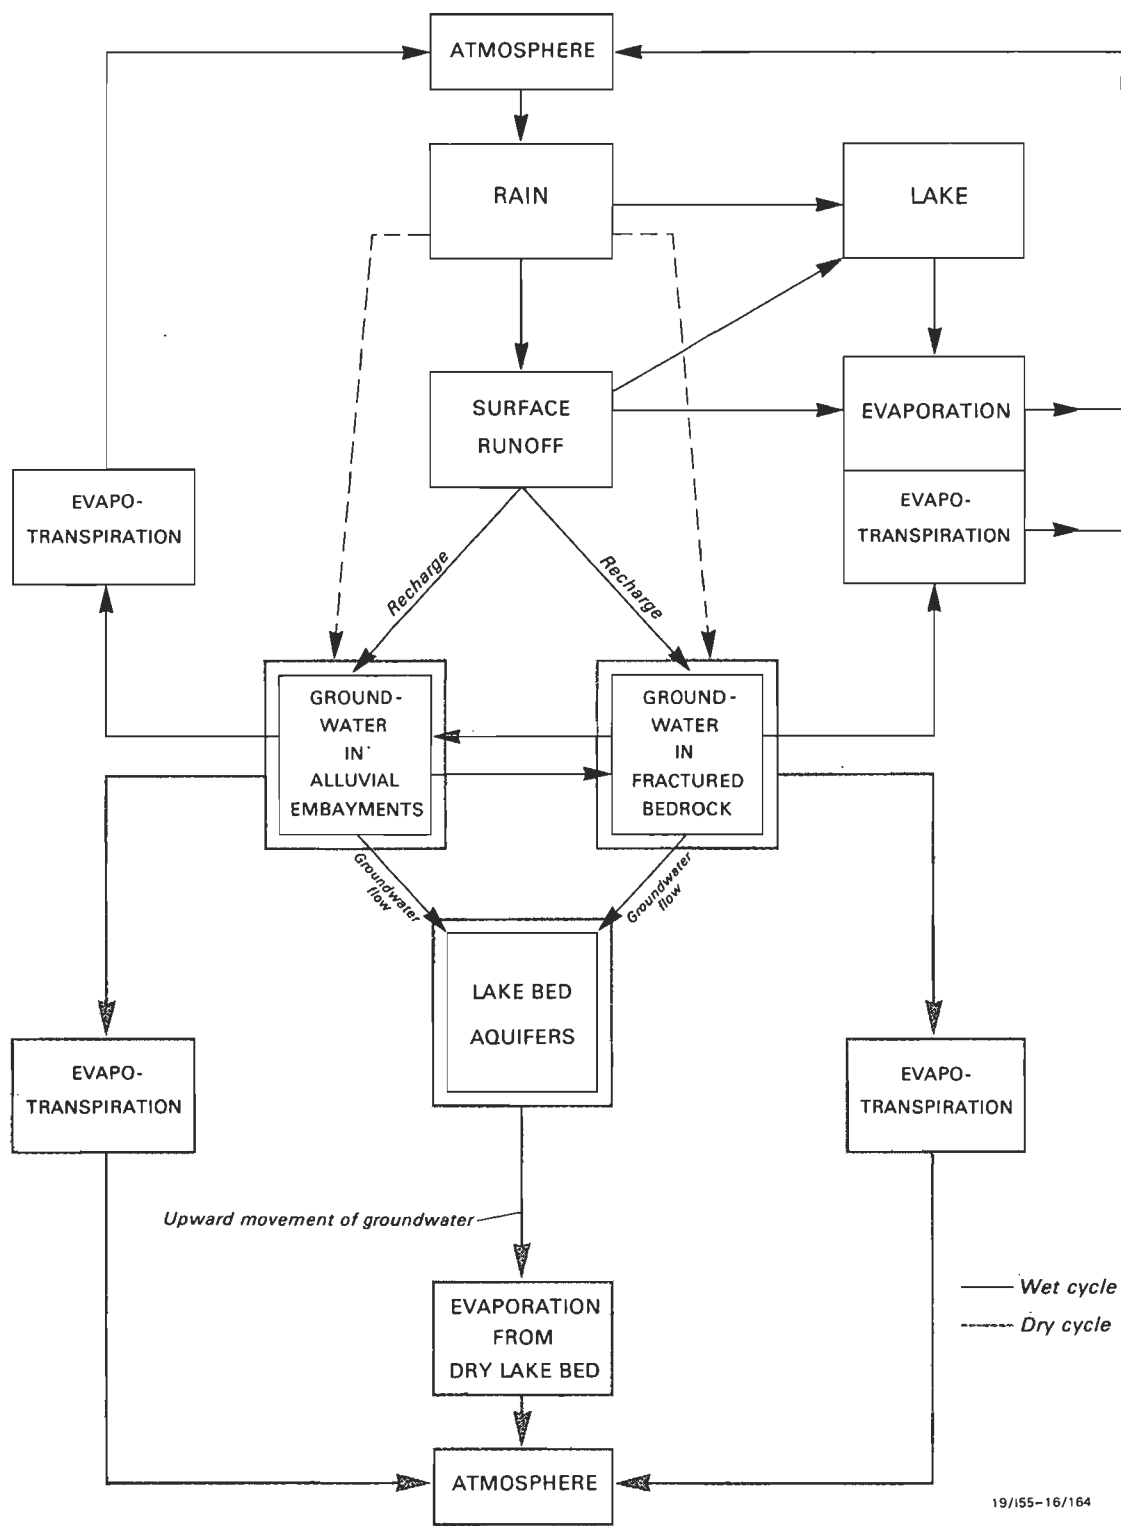 ATMOSPHERE
RAIN
LAKE
SURFACE
RUNOFF
EVAPORATION
EVAPO-
TRANSPIRATION
EVAPO-
TRANSPIRATION
Recharge
Recharge
GROUND-
WATER
IN
ALLUVIAL
EMBAYMENTS
GROUND-
WATER
IN
FRACTURED
BEDROCK
Groundwater
flow
Groundwater
flow
LAKE BED
AQUIFERS
EVAPO-
TRANSPIRATION
EVAPO-
TRANSPIRATION
Upward movement of groundwater
EVAPORATION
FROM
DRY LAKE BED
Wet cycle
Dry cycle
ATMOSPHERE
19/I55-16/164